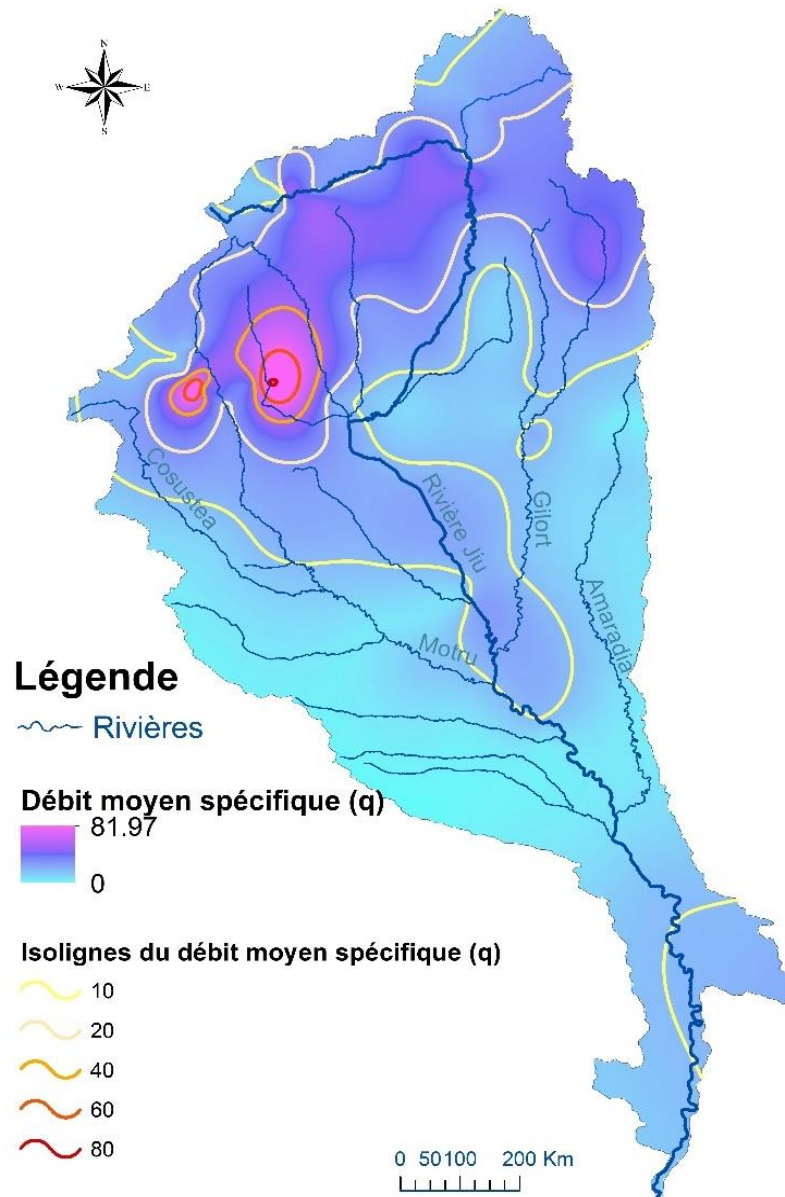 N
W E
S
Cosustea
Rivière Jiu
Gilort
Amaradia
Motru
Légende
Rivières
Débit moyen spécifique (q)
81.97
0
Isolignes du débit moyen spécifique (q)
10
20
40
60
80
0 50100 200 Km